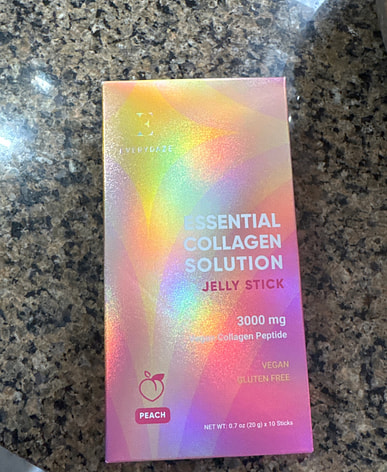 E
EVERYDAZE
ESSENTIAL
COLLAGEN
SOLUTION
JELLY STICK
3000 mg
Collagen Peptide
VEGAN
GLUTEN FREE
PEACH
NET WT: 0.7 oz (20 g) x 10 Sticks